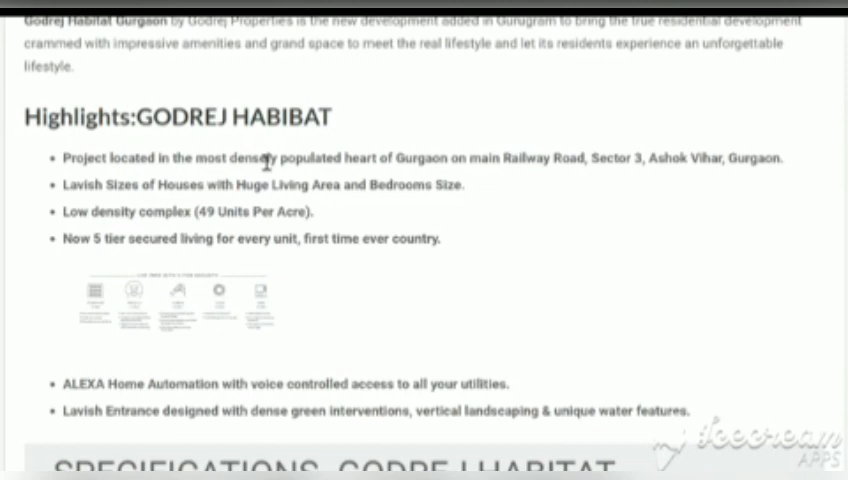 Godrej Habitat Gurgaon by Godrej Properties is the new development added in Gurugram to bring the true residential development
crammed with impressive amenities and grand space to meet the real lifestyle and let its residents experience an unforgettable
lifestyle.
Highlights:GODREJ HABIBAT
• Project located in the most densely populated heart of Gurgaon on main Railway Road, Sector 3, Ashok Vihar, Gurgaon.
• Lavish Sizes of Houses with Huge Living Area and Bedrooms Size.
• Low density complex (49 Units Per Acre).
• Now 5 tier secured living for every unit, first time ever country.
• ALEXA Home Automation with voice controlled access to all your utilities.
• Lavish Entrance designed with dense green interventions, vertical landscaping & unique water features.
SPECIFICATIONS GODREJ HABITAT
Icecream
APPS